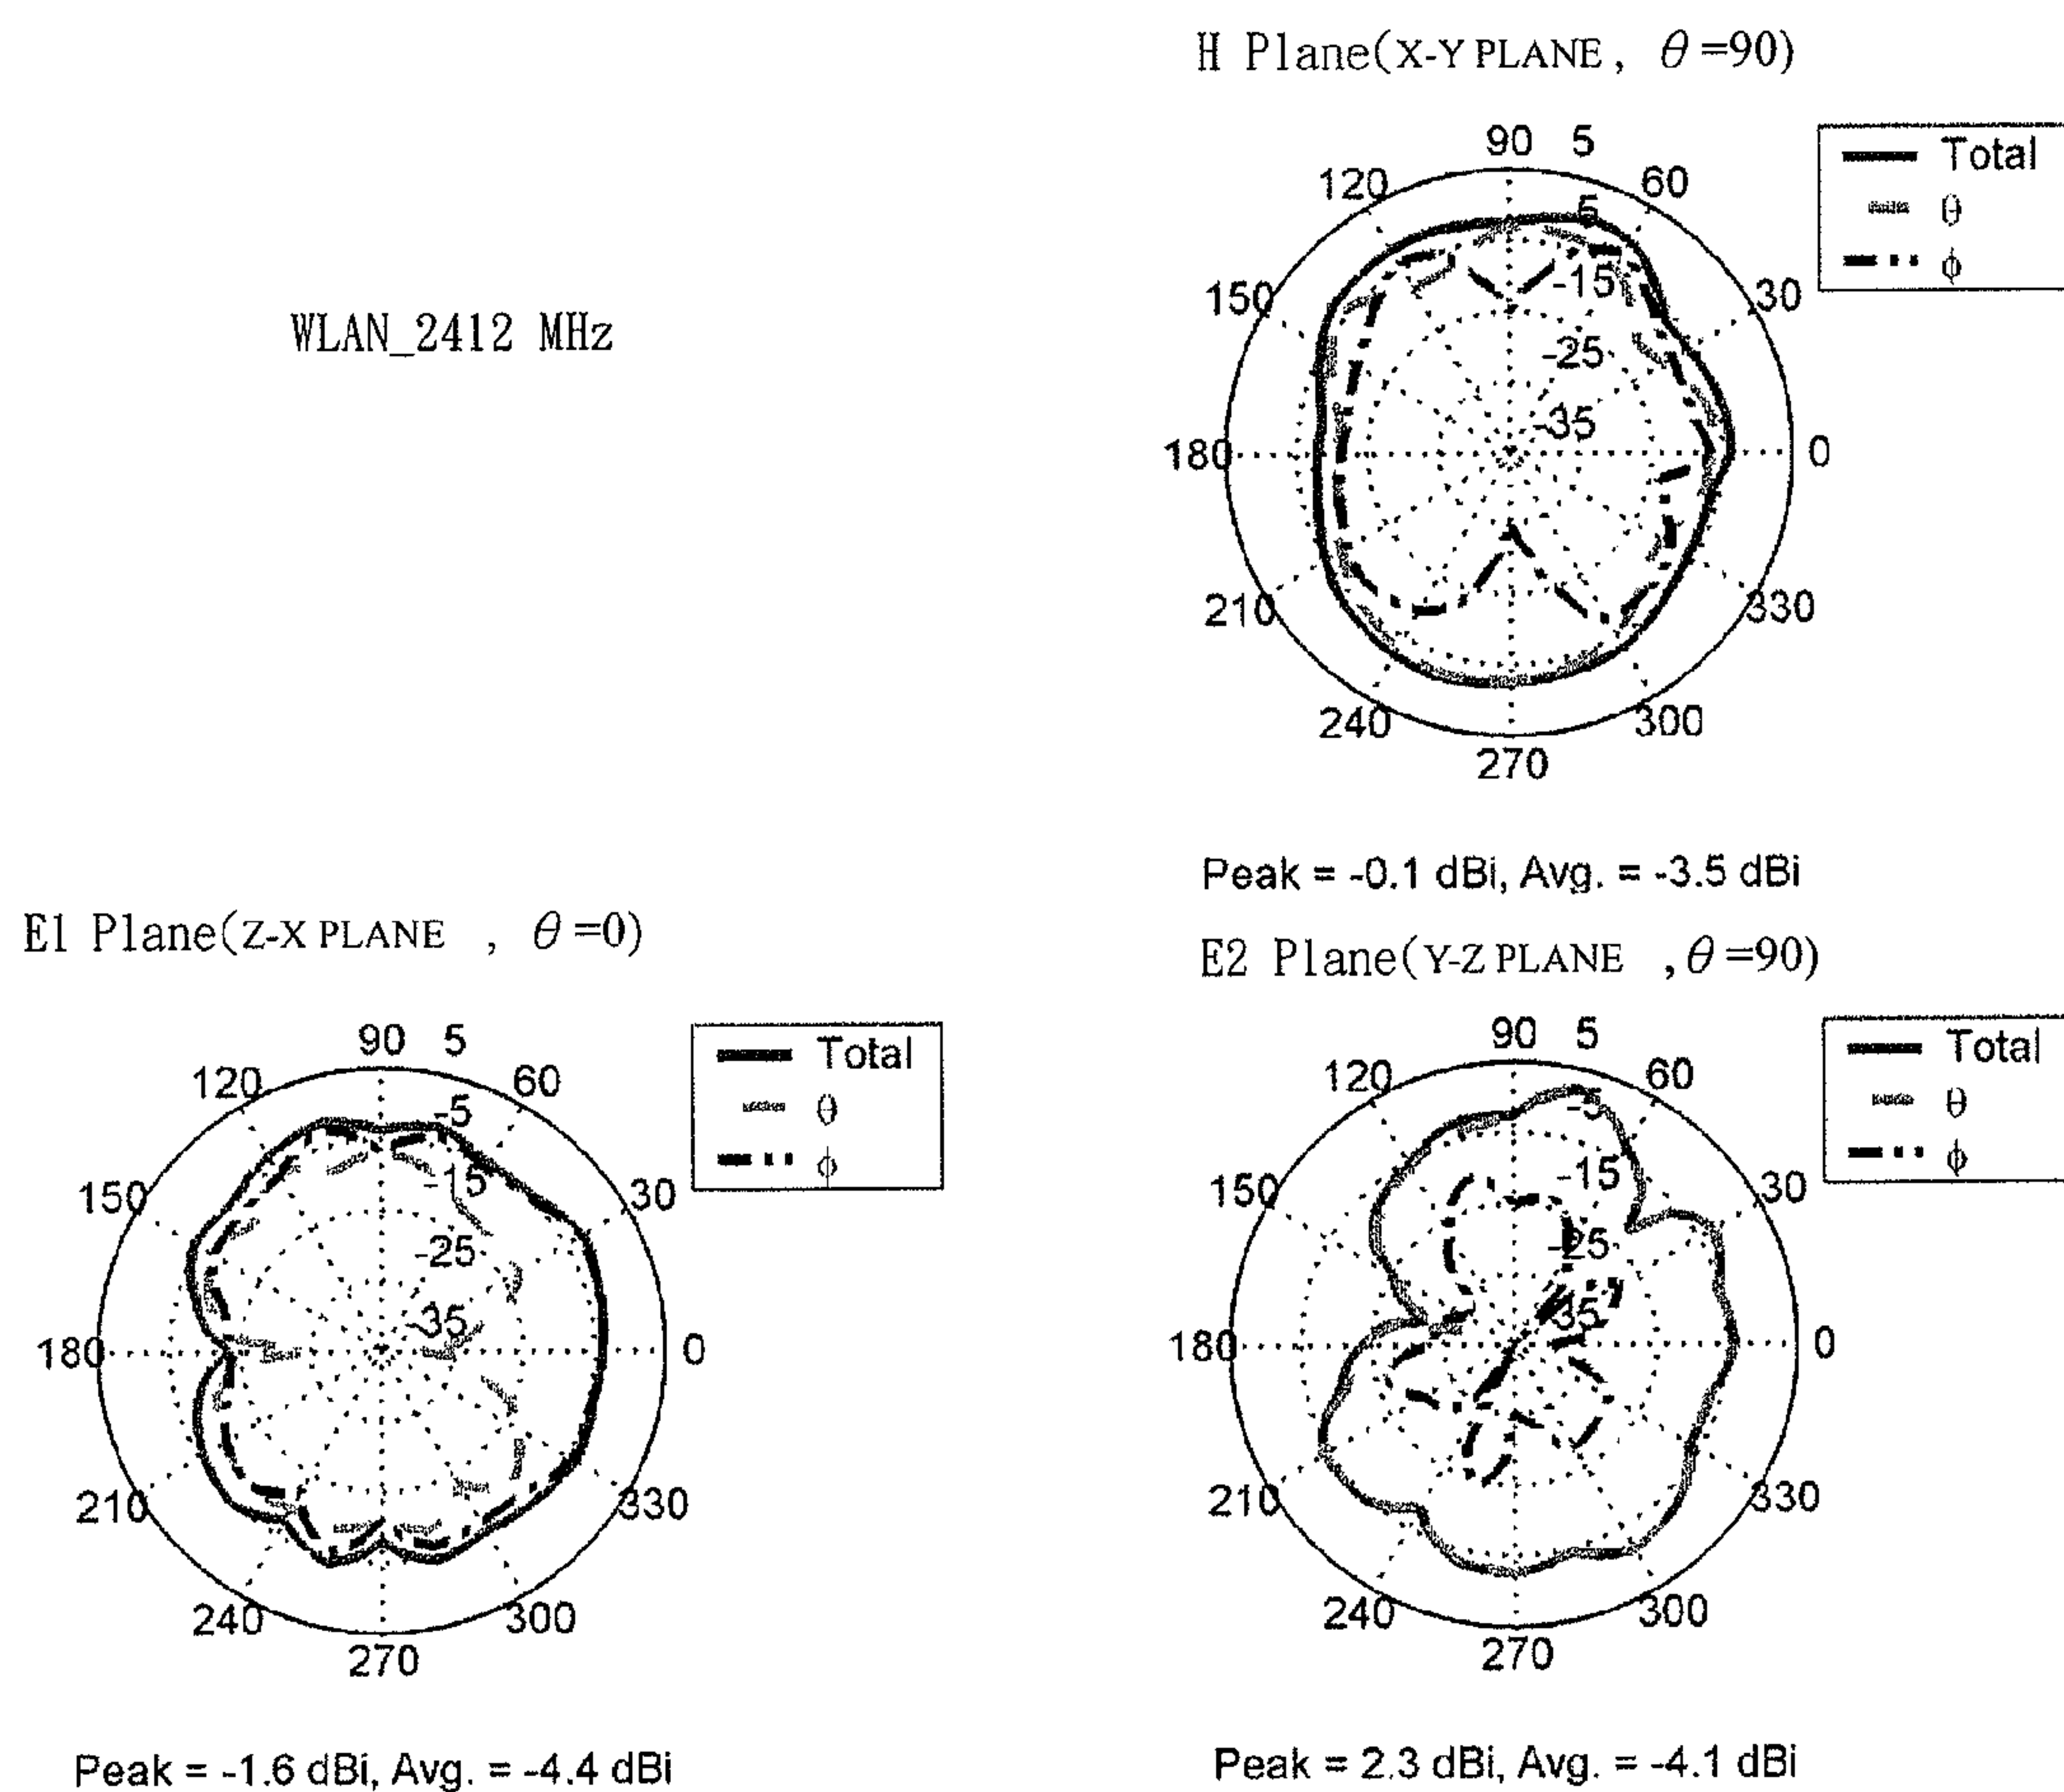 H Plane(X-Y PLANE, θ=90)
90 5
120 60
Total
θ
ϕ
5
-15
150 30
WLAN_2412 MHz
-25
-35
180 0
210 330
240 300
270
Peak = -0.1 dBi, Avg. = -3.5 dBi
E1 Plane(Z-X PLANE , θ=0)
90 5
120 60
Total
θ
ϕ
-5
-15
150 30
-25
-35
180 0
210 330
240 300
270
Peak = -1.6 dBi, Avg. = -4.4 dBi
E2 Plane(Y-Z PLANE ,θ=90)
90 5
120 60
Total
θ
ϕ
-5
-15
150 30
-25
35
180 0
210 330
240 300
270
Peak = 2.3 dBi, Avg. = -4.1 dBi